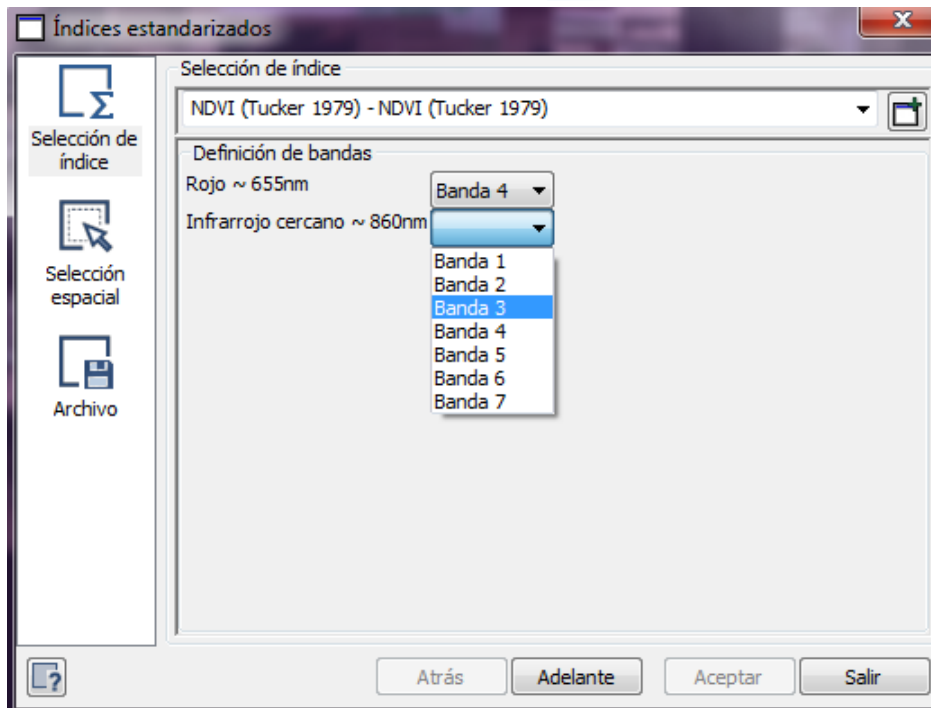 Índices estandarizados
Selección de índice
NDVI (Tucker 1979) - NDVI (Tucker 1979)
Selección de
índice
Selección
espacial
Archivo
Definición de bandas
Rojo ~ 655nm
Banda 4
Infrarrojo cercano ~ 860nm
Banda 1
Banda 2
Banda 3
Banda 4
Banda 5
Banda 6
Banda 7
Atrás
Adelante
Aceptar
Salir